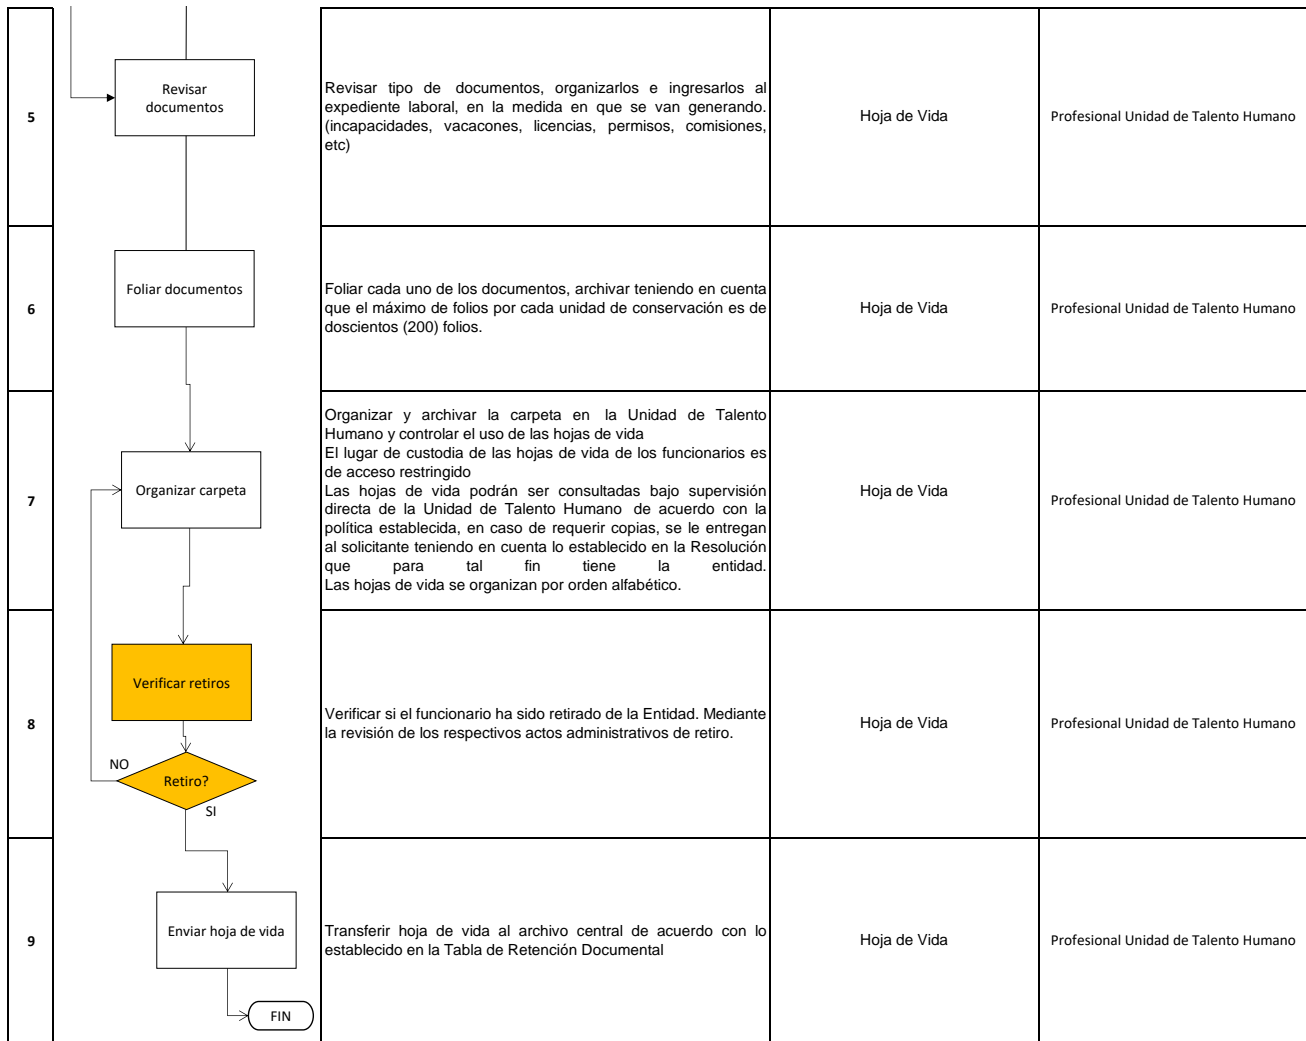 5
Revisar
documentos
Revisar tipo de documentos, organizarlos e ingresarlos al
expediente laboral, en la medida en que se van generando.
(incapacidades, vacacones, licencias, permisos, comisiones,
etc)
Hoja de Vida
Profesional Unidad de Talento Humano
6
Foliar documentos
Foliar cada uno de los documentos, archivar teniendo en cuenta
que el máximo de folios por cada unidad de conservación es de
doscientos (200) folios.
Hoja de Vida
Profesional Unidad de Talento Humano
7
Organizar carpeta
Organizar y archivar la carpeta en la Unidad de Talento
Humano y controlar el uso de las hojas de vida
El lugar de custodia de las hojas de vida de los funcionarios es
de acceso restringido
Las hojas de vida podrán ser consultadas bajo supervisión
directa de la Unidad de Talento Humano de acuerdo con la
política establecida, en caso de requerir copias, se le entregan
al solicitante teniendo en cuenta lo establecido en la Resolución
que para tal fin tiene la entidad.
Las hojas de vida se organizan por orden alfabético.
Hoja de Vida
Profesional Unidad de Talento Humano
8
Verificar retiros
NO
Retiro?
SI
Verificar si el funcionario ha sido retirado de la Entidad. Mediante
la revisión de los respectivos actos administrativos de retiro.
Hoja de Vida
Profesional Unidad de Talento Humano
9
Enviar hoja de vida
FIN
Transferir hoja de vida al archivo central de acuerdo con lo
establecido en la Tabla de Retención Documental
Hoja de Vida
Profesional Unidad de Talento Humano